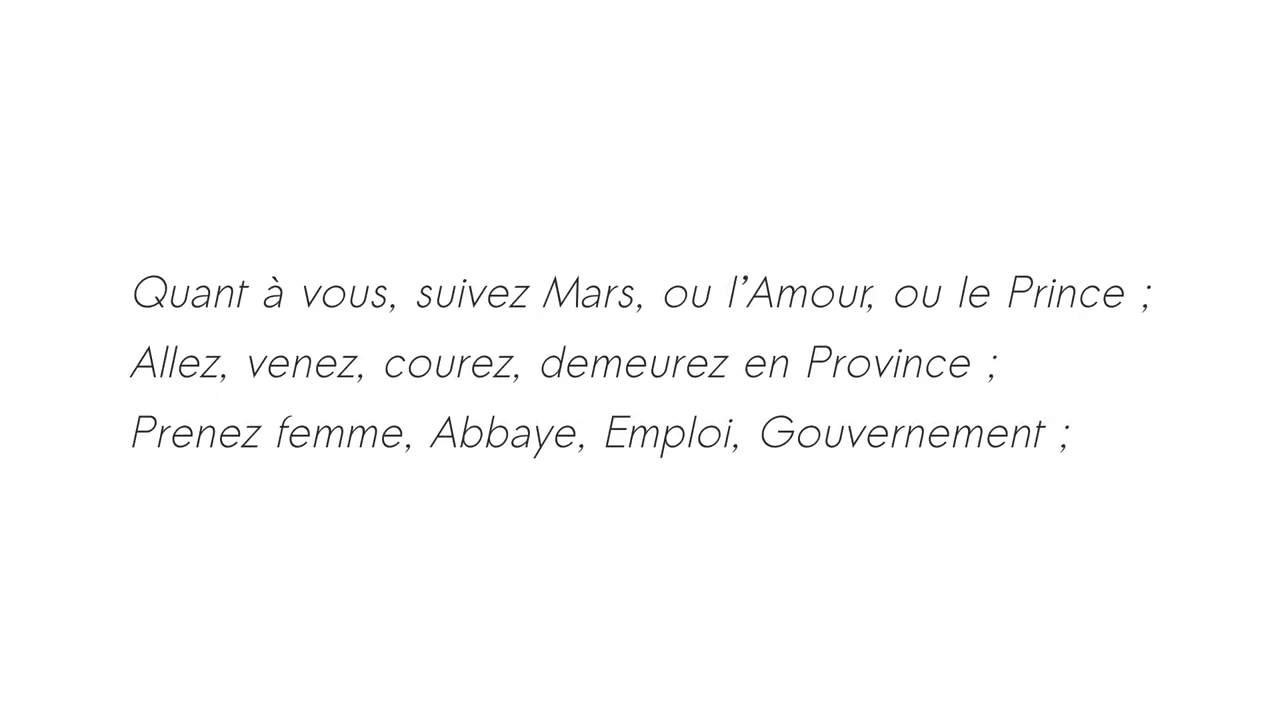 Quant à vous, suivez Mars, ou l’Amour, ou le Prince ;
Allez, venez, courez, demeurez en Province ;
Prenez femme, Abbaye, Emploi, Gouvernement ;